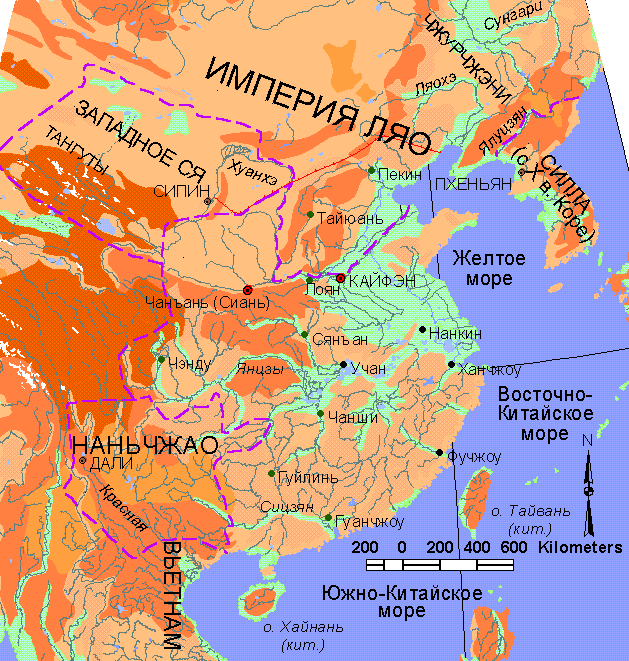 Сунгари
ЧЖУРЧЖЭНИ
Ляохэ
ИМПЕРИЯ ЛЯО
Ялуцзян
ЗАПАДНОЕ СЯ
ТАНГУТЫ
Хуанхэ
СИПИН
Пекин
ПХЕНЬЯН
СИЛЛА
(с X в. Коре)
Тайюань
Желтое
море
Лоян
КАЙФЭН
Чанъань (Сиань)
Сянъан
Нанкин
Чэнду
Янцзы
Учан
Ханчжоу
Восточно-
Китайское
море
Чанши
НАНЬЧЖАО
ДАЛИ
Фучжоу
N
Гуйлинь
Красная
Сицзян
Гуанчжоу
о. Тайвань
(кит.)
200 0 200 400 600 Kilometers
ВЬЕТНАМ
Южно-Китайское
море
о. Хайнань
(кит.)